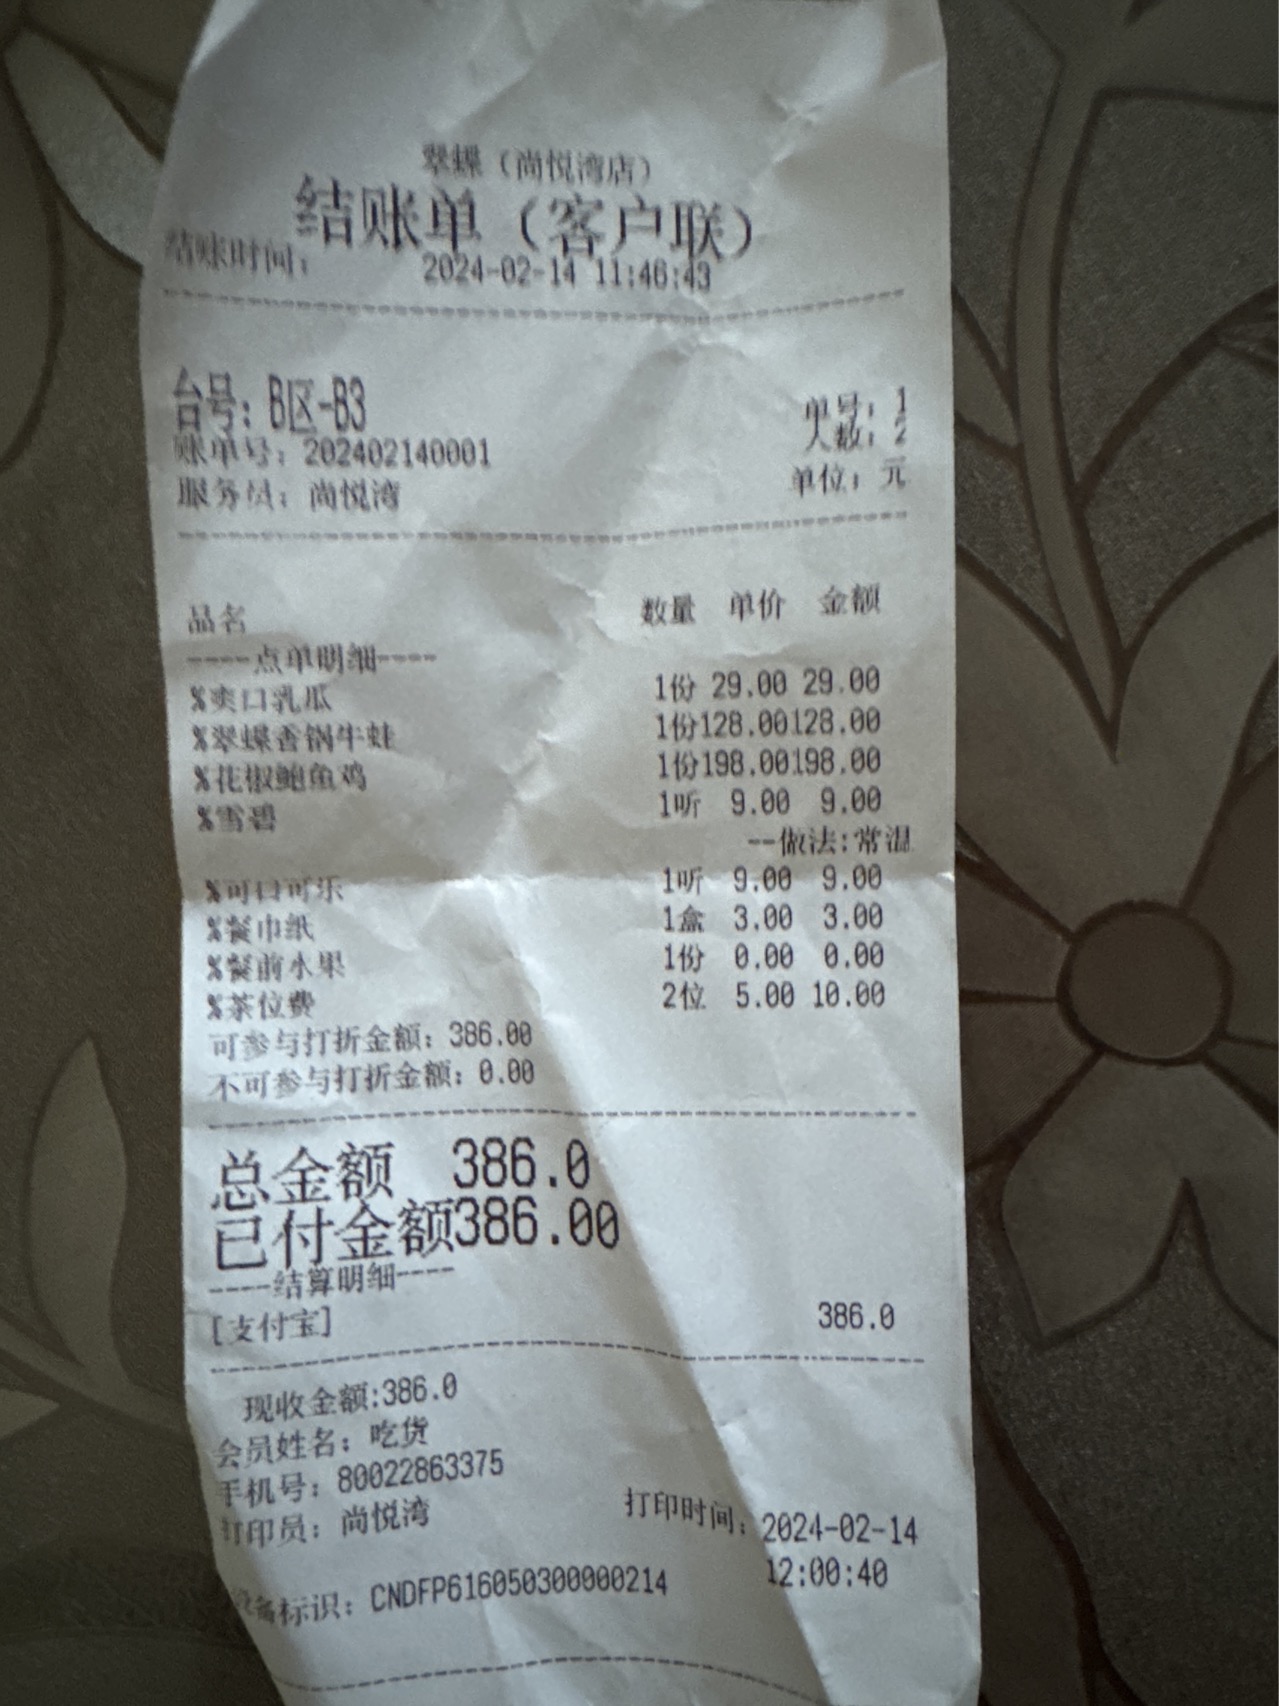 翠蝶（尚悦湾店）
结账单（客户联）
结账时间： 2024-02-14 11:46:43
台号：B区-B3
单号：1
人数：2
账单号：202402140001
服务员：尚悦湾
单位：元
品名 数量 单价 金额
----点单明细----
%爽口乳瓜 1份 29.00 29.00
%翠蝶香锅牛蛙 1份128.00128.00
%花椒鲍鱼鸡 1份198.00198.00
%雪碧 1听 9.00 9.00
--做法:常温
%可口可乐 1听 9.00 9.00
%餐巾纸 1盒 3.00 3.00
%餐前水果 1份 0.00 0.00
%茶位费 2位 5.00 10.00
可参与打折金额：386.00
不可参与打折金额：0.00
总金额 386.0
已付金额386.00
----结算明细----
[支付宝] 386.0
现收金额:386.0
会员姓名：吃货
手机号：80022863375
打印员：尚悦湾
打印时间：2024-02-14
12:00:40
设备标识：CNDFP616050300000214